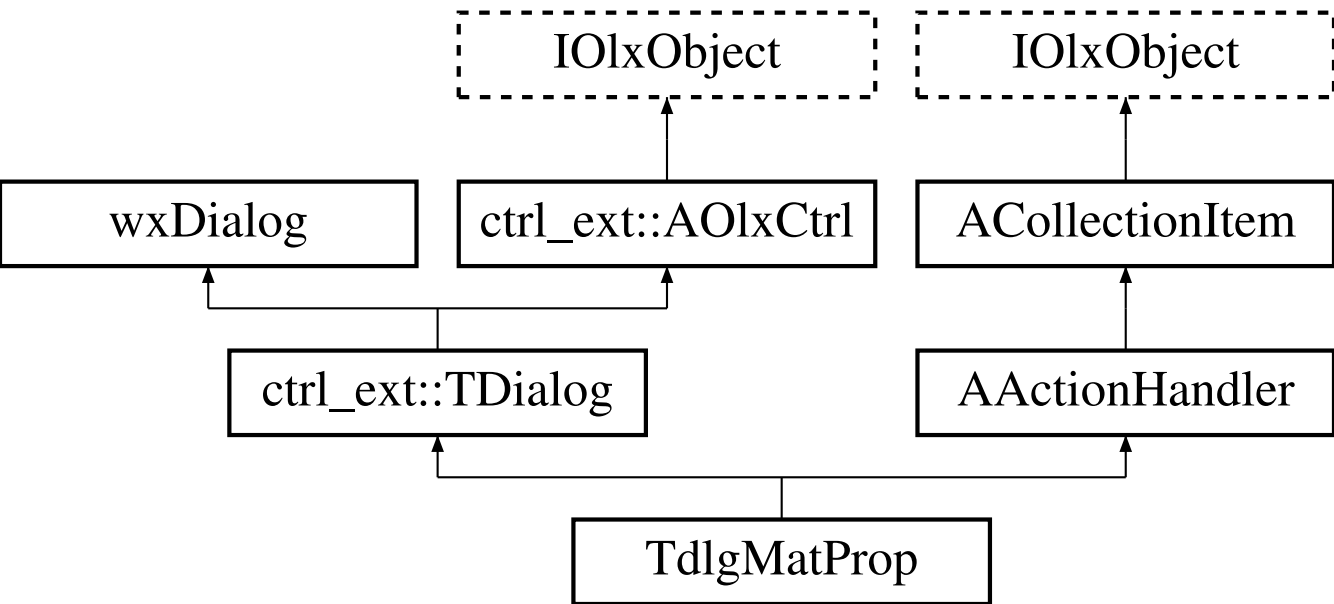 IOlxObject
IOlxObject
wxDialog
ctrl_ext::AOlxCtrl
ACollectionItem
ctrl_ext::TDialog
AActionHandler
TdlgMatProp